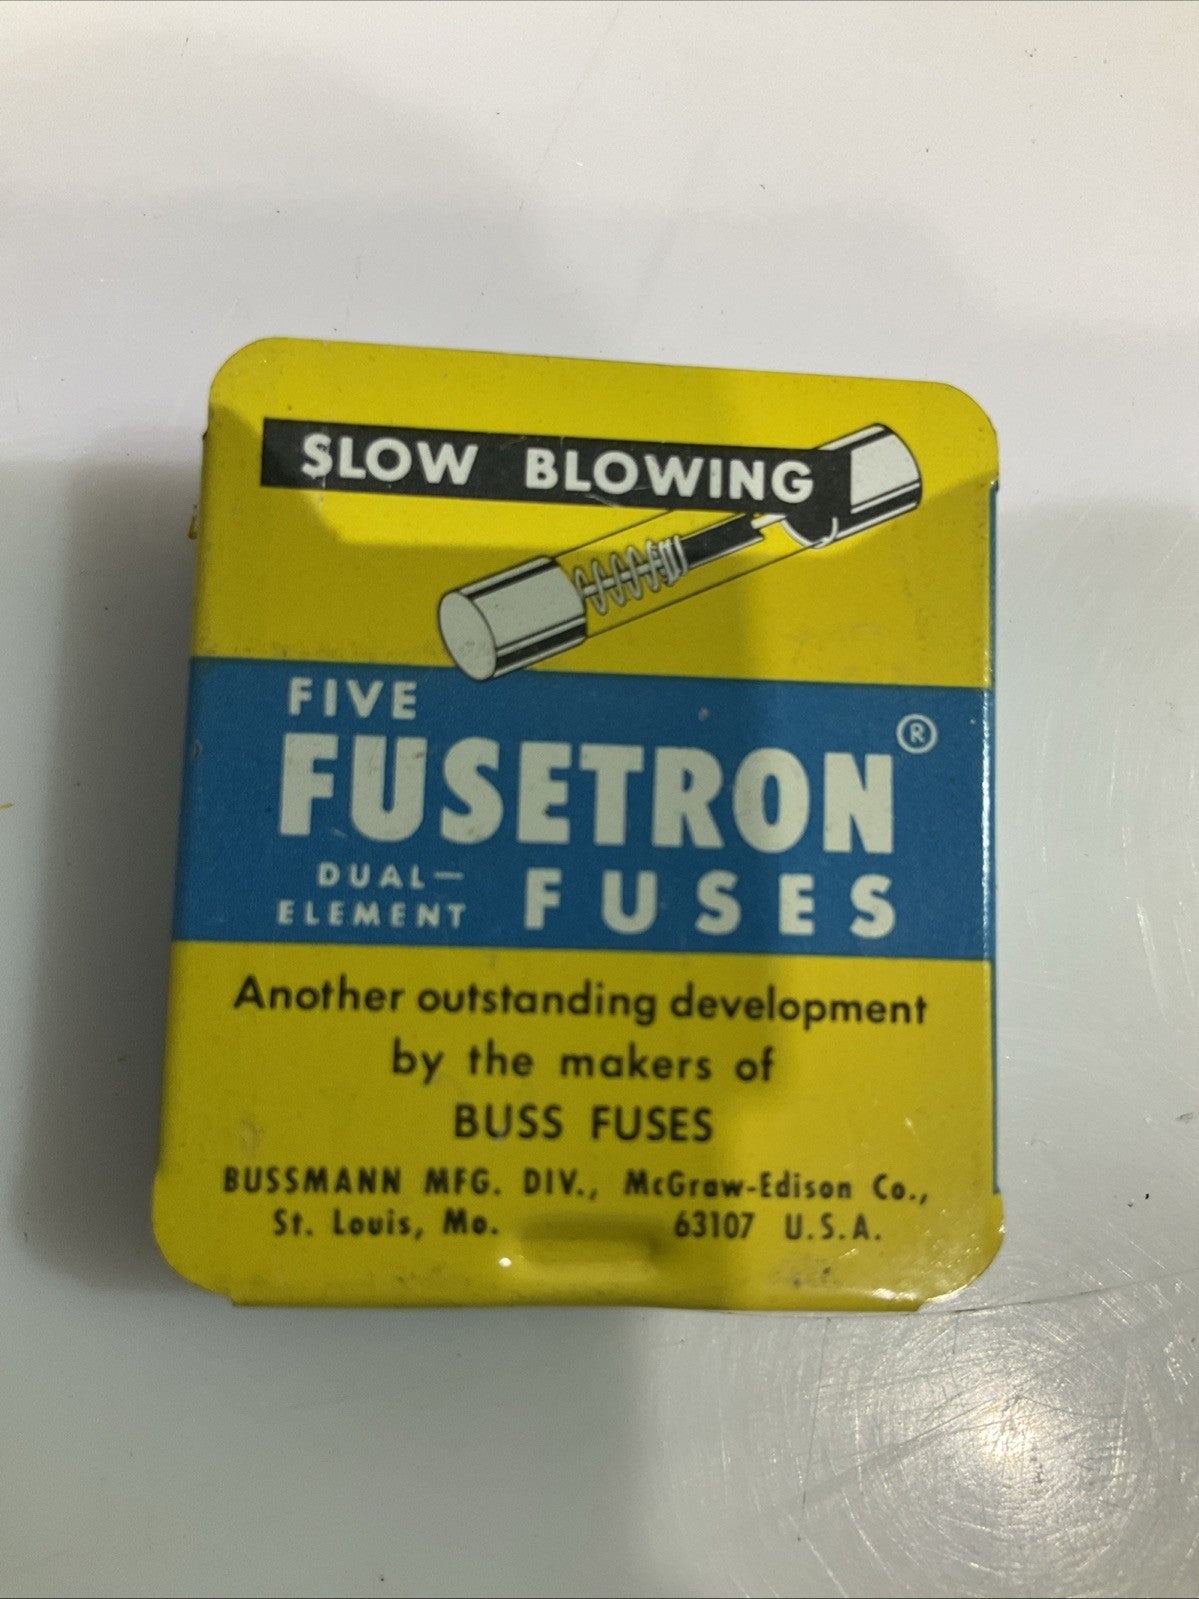 SLOW BLOWING
FIVE
FUSETRON®
DUAL—
ELEMENT FUSES
Another outstanding development
by the makers of
BUSS FUSES
BUSSMANN MFG. DIV., McGraw-Edison Co.,
St. Louis, Mo. 63107 U.S.A.